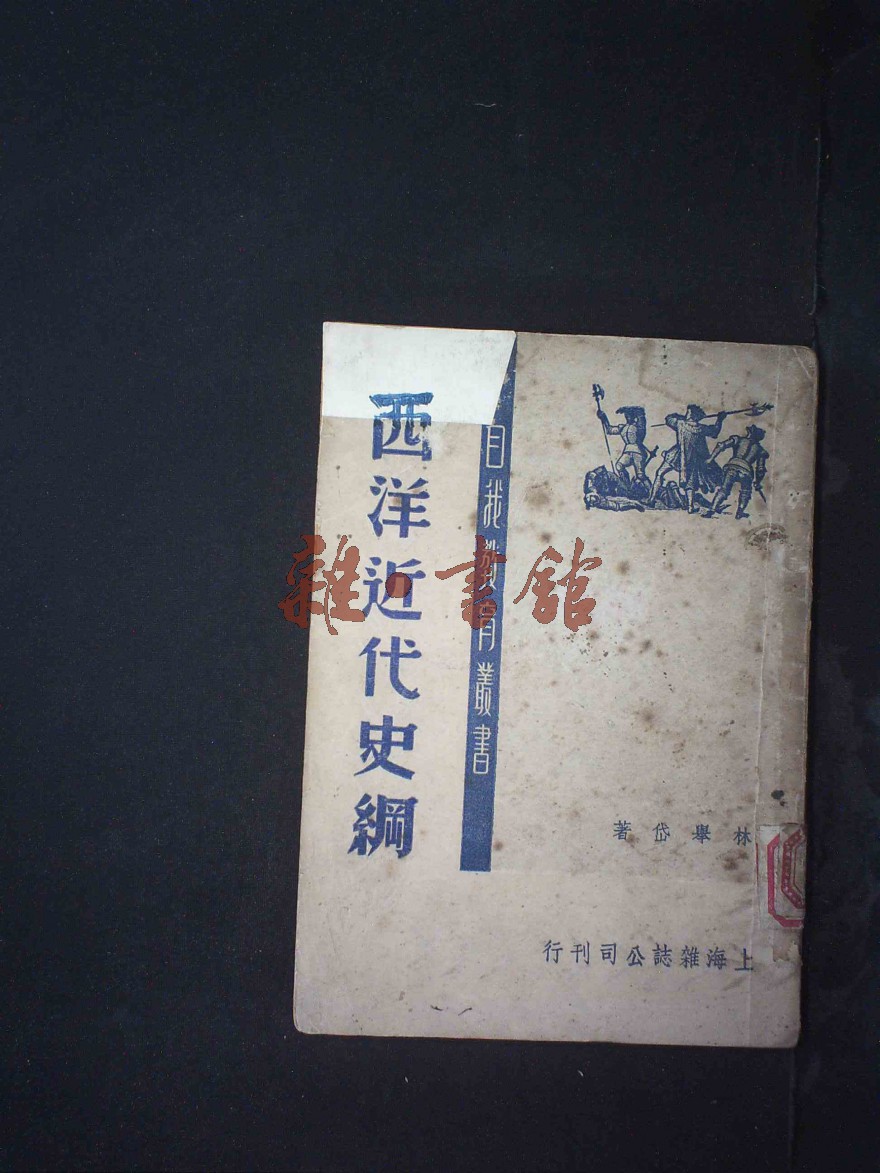 西洋近代史綱
自我教育叢書
林舉岱著
上海雜誌公司刊行
雜·書館